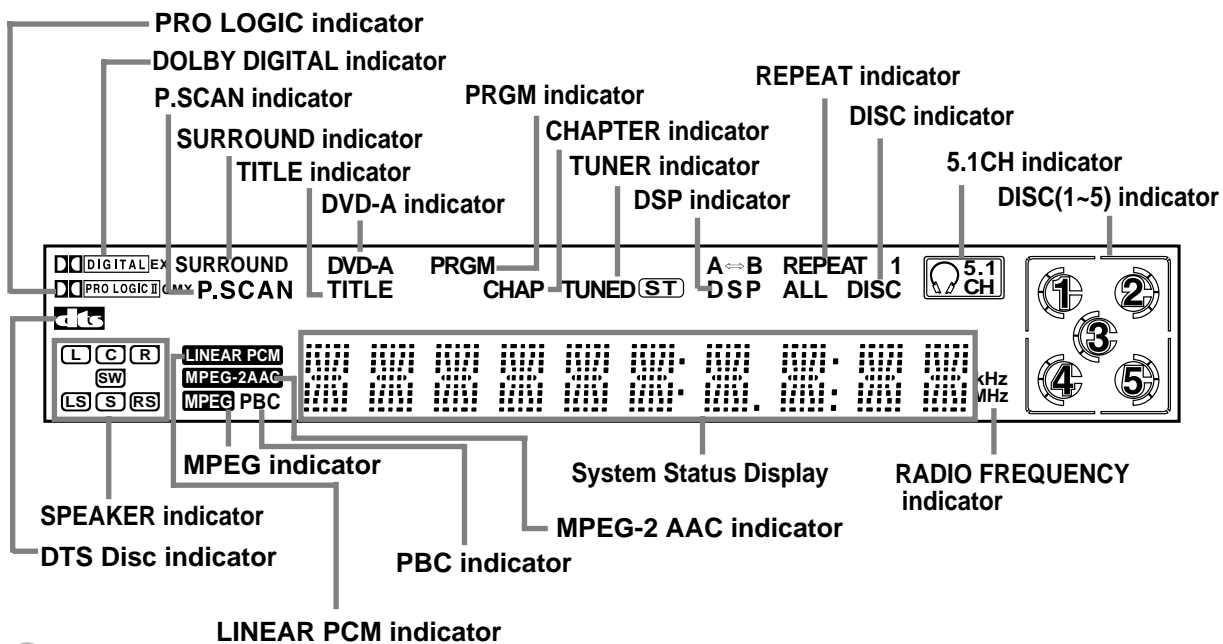 PRO LOGIC indicator
DOLBY DIGITAL indicator
P.SCAN indicator
PRGM indicator
REPEAT indicator
SURROUND indicator
CHAPTER indicator
DISC indicator
TITLE indicator
TUNER indicator
5.1CH indicator
DVD-A indicator
DSP indicator
DISC(1~5) indicator
DIGITAL EX SURROUND DVD-A PRGM A⇔B REPEAT 1 5.1
PRO LOGIC II P.SCAN TITLE CHAP TUNED ST DSP ALL DISC CH
dts
1 2
3
4 5
L C R LINEAR PCM
SW MPEG-2AAC
LS S RS MPEG PBC
kHz
MHz
MPEG indicator
System Status Display
RADIO FREQUENCY
indicator
SPEAKER indicator
MPEG-2 AAC indicator
DTS Disc indicator
PBC indicator
LINEAR PCM indicator